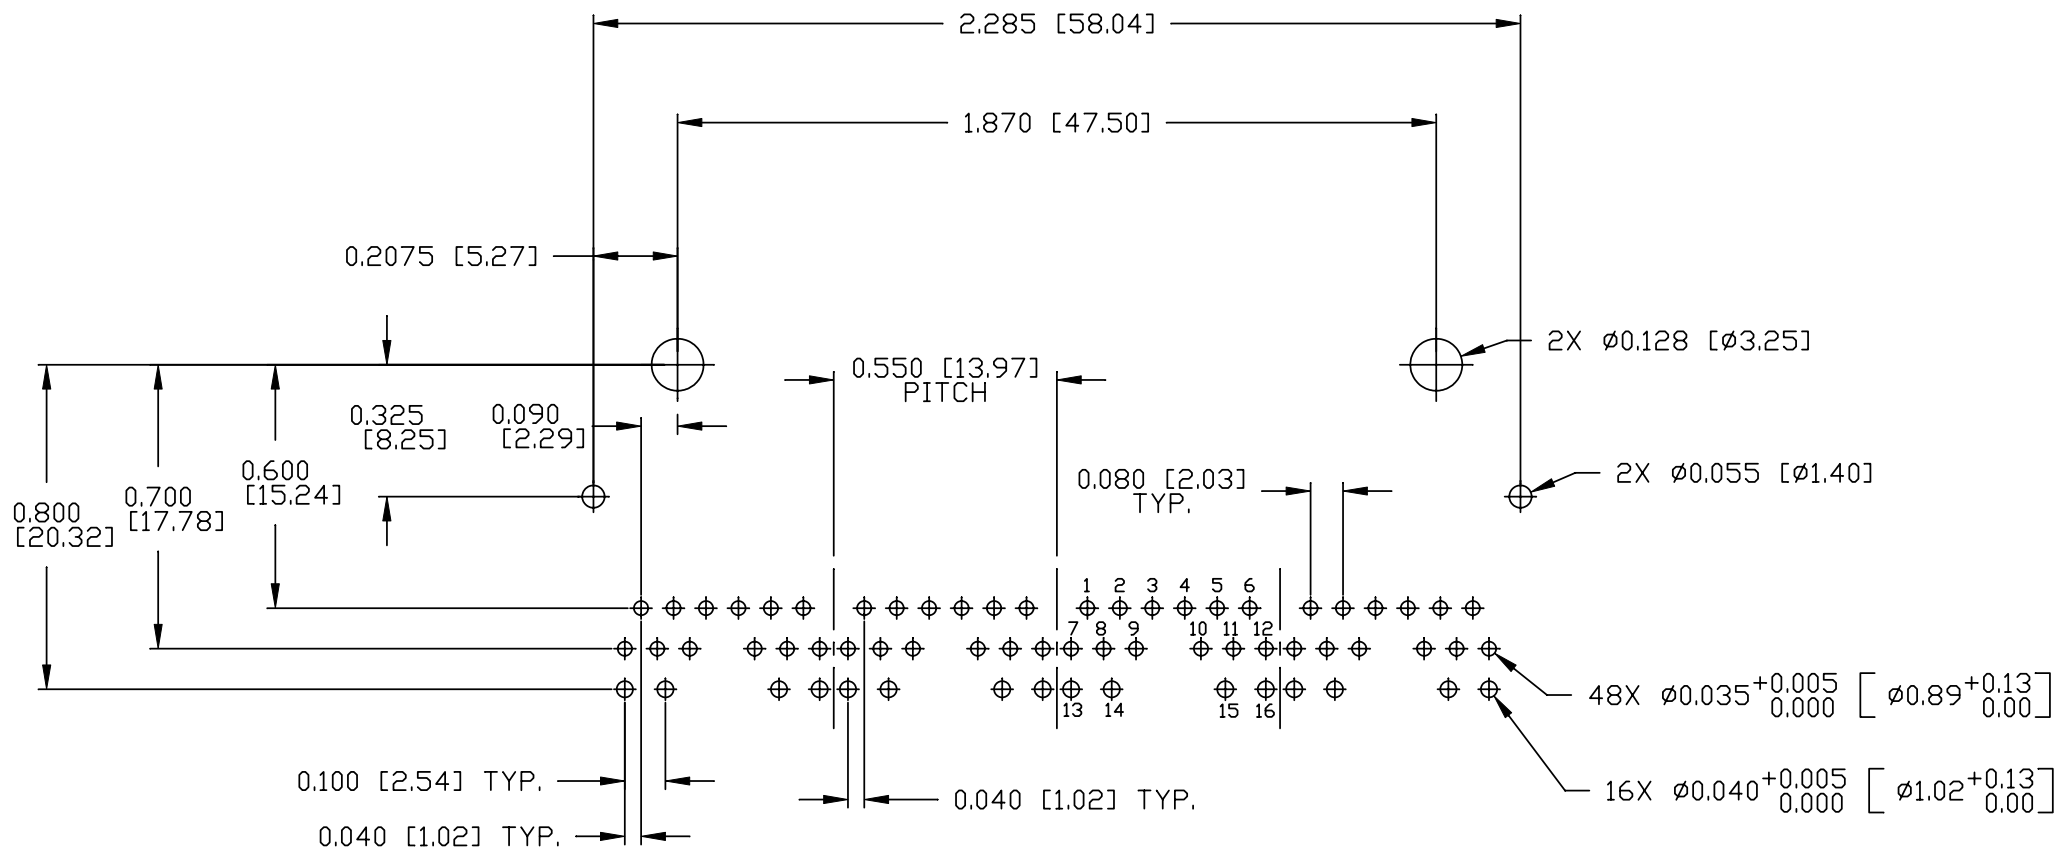 2.285 [58.04]
1.870 [47.50]
0.2075 [5.27]
2X Ø0.128 [Ø3.25]
0.550 [13.97]
PITCH
0.325
[8.25]
0.090
[2.29]
0.600
[15.24]
0.700
[17.78]
0.800
[20.32]
0.080 [2.03]
TYP.
2X Ø0.055 [Ø1.40]
1 2 3 4 5 6
7 8 9 10 11 12
13 14 15 16
48X Ø0.035 +0.005 [ Ø0.89 +0.13 ]
0.000 0.00
0.100 [2.54] TYP.
0.040 [1.02] TYP.
16X Ø0.040 +0.005 [ Ø1.02 +0.13 ]
0.000 0.00
0.040 [1.02] TYP.